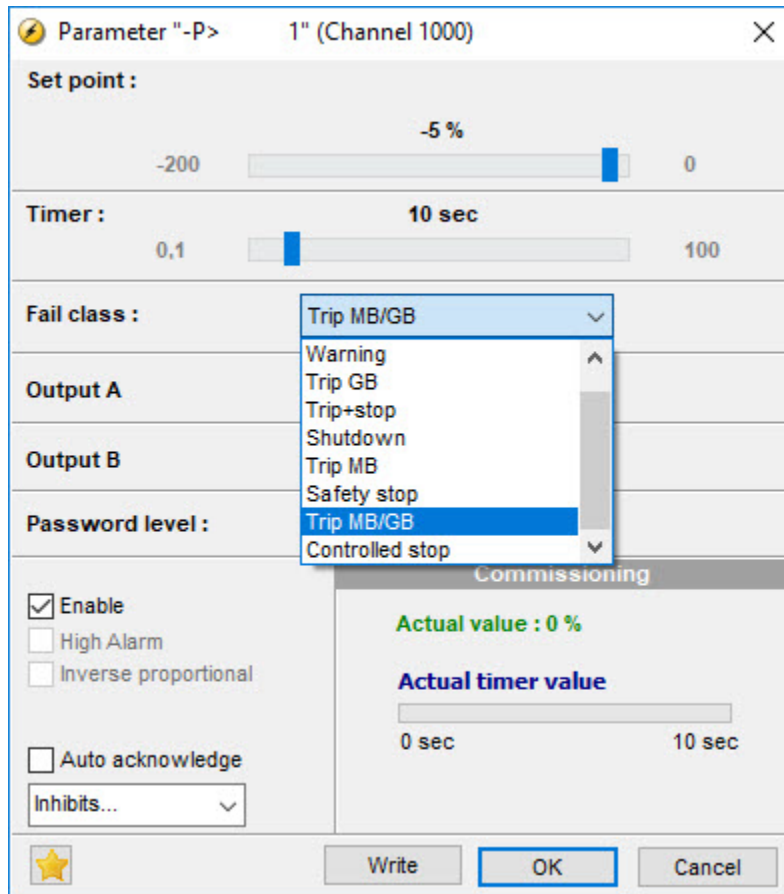 Parameter "-P> 1" (Channel 1000)
Set point :
-5 %
-200 0
Timer : 10 sec
0,1 100
Fail class : Trip MB/GB
Warning
Trip GB
Output A
Trip+stop
Shutdown
Output B
Trip MB
Safety stop
Password level :
Trip MB/GB
Controlled stop
Commissioning
Enable
High Alarm
Inverse proportional
Actual value : 0 %
Actual timer value
0 sec 10 sec
Auto acknowledge
Inhibits...
Write OK Cancel